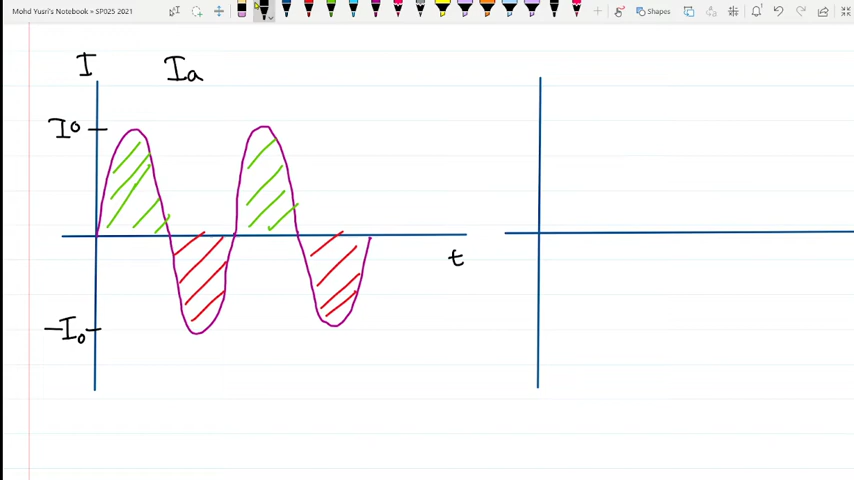 Mohd Yusri's Notebook » SP025 2021
Shapes
I
Ia
I0
t
-I₀